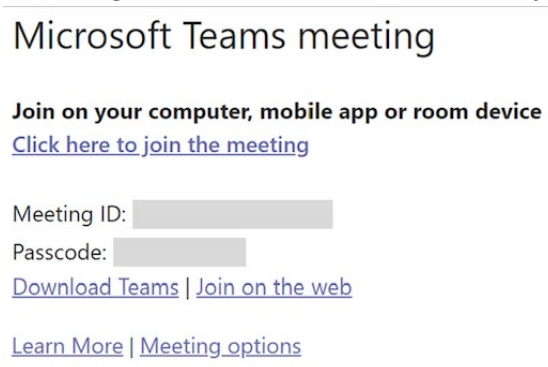 Microsoft Teams meeting
Join on your computer, mobile app or room device
Click here to join the meeting
Meeting ID:
Passcode:
Download Teams | Join on the web
Learn More | Meeting options